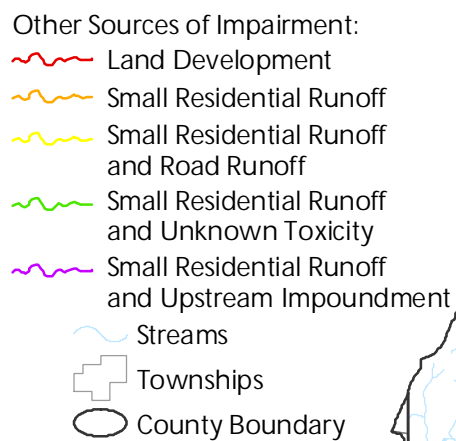 Other Sources of Impairment:
Land Development
Small Residential Runoff
Small Residential Runoff
and Road Runoff
Small Residential Runoff
and Unknown Toxicity
Small Residential Runoff
and Upstream Impoundment
Streams
Townships
County Boundary